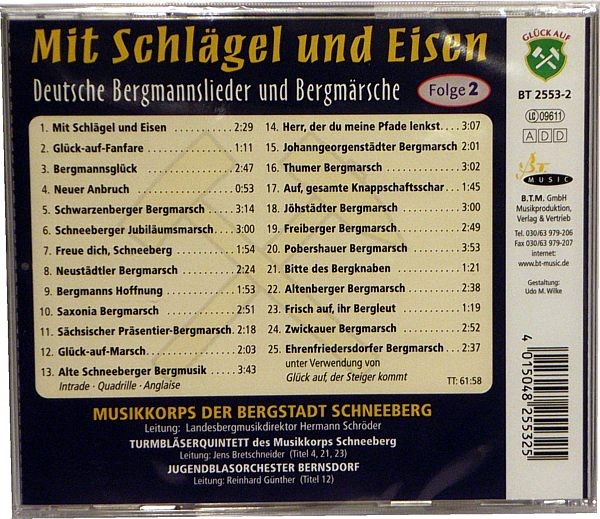 Mit Schlägel und Eisen
Deutsche Bergmannslieder und Bergmärsche
Folge 2
1. Mit Schlägel und Eisen .......... 2:29
2. Glück-auf-Fanfare .............. 1:11
3. Bergmannsglück ................ 2:47
4. Neuer Anbruch ................. 0:53
5. Schwarzenberger Bergmarsch ..... 3:14
6. Schneeberger Jubiläumsmarsch ... 3:00
7. Freue dich, Schneeberg .......... 1:54
8. Neustädtler Bergmarsch .......... 2:24
9. Bergmanns Hoffnung ............ 1:53
10. Saxonia Bergmarsch ............. 2:51
11. Sächsischer Präsentier-Bergmarsch. 2:18
12. Glück-auf-Marsch............... 2:03
13. Alte Schneeberger Bergmusik ..... 3:43
Intrade · Quadrille · Anglaise
14. Herr, der du meine Pfade lenkst.... 3:07
15. Johanngeorgenstädter Bergmarsch 2:01
16. Thumer Bergmarsch ............. 3:02
17. Auf, gesamte Knappschaftsschar... 1:45
18. Jöhstädter Bergmarsch ........... 3:00
19. Freiberger Bergmarsch ........... 2:49
20. Pobershauer Bergmarsch ......... 3:53
21. Bitte des Bergknaben ............ 1:21
22. Altenberger Bergmarsch ......... 2:38
23. Frisch auf, ihr Bergleut ........... 1:19
24. Zwickauer Bergmarsch ........... 2:52
25. Ehrenfriedersdorfer Bergmarsch ... 2:37
unter Verwendung von
Glück auf, der Steiger kommt
TT: 61:58
MUSIKKORPS DER BERGSTADT SCHNEEBERG
Leitung: Landesbergmusikdirektor Hermann Schröder
TURMBLÄSERQUINTETT des Musikkorps Schneeberg
Leitung: Jens Bretschneider (Titel 4, 21, 23)
JUGENDBLASORCHESTER BERNSDORF
Leitung: Reinhard Günther (Titel 12)
GLÜCK AUF
BT 2553-2
LC 09611
A D D
BT
MUSIC
B.T.M. GmbH
Musikproduktion,
Verlag & Vertrieb
Tel. 030/63 979-206
Fax 030/63 979-207
internet:
www.bt-music.de
Gestaltung:
Udo M. Wilke
4 015048 255325